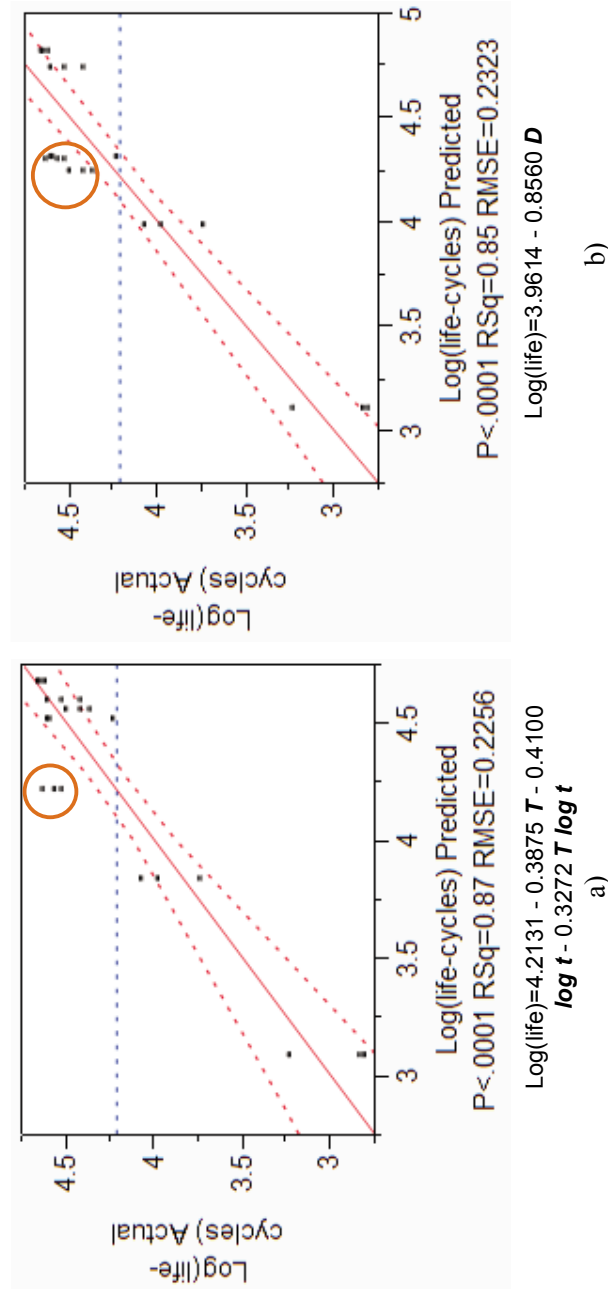 Log(life-
cycles) Actual
4.5
4
3.5
3
3
3.5
4
4.5
Log(life-cycles) Predicted
P<.0001 RSq=0.87 RMSE=0.2256
Log(life)=4.2131 - 0.3875 T - 0.4100
log t - 0.3272 T log t
a)
Log(life-
cycles) Actual
4.5
4
3.5
3
3
3.5
4
4.5
5
Log(life-cycles) Predicted
P<.0001 RSq=0.85 RMSE=0.2323
Log(life)=3.9614 - 0.8560 D
b)